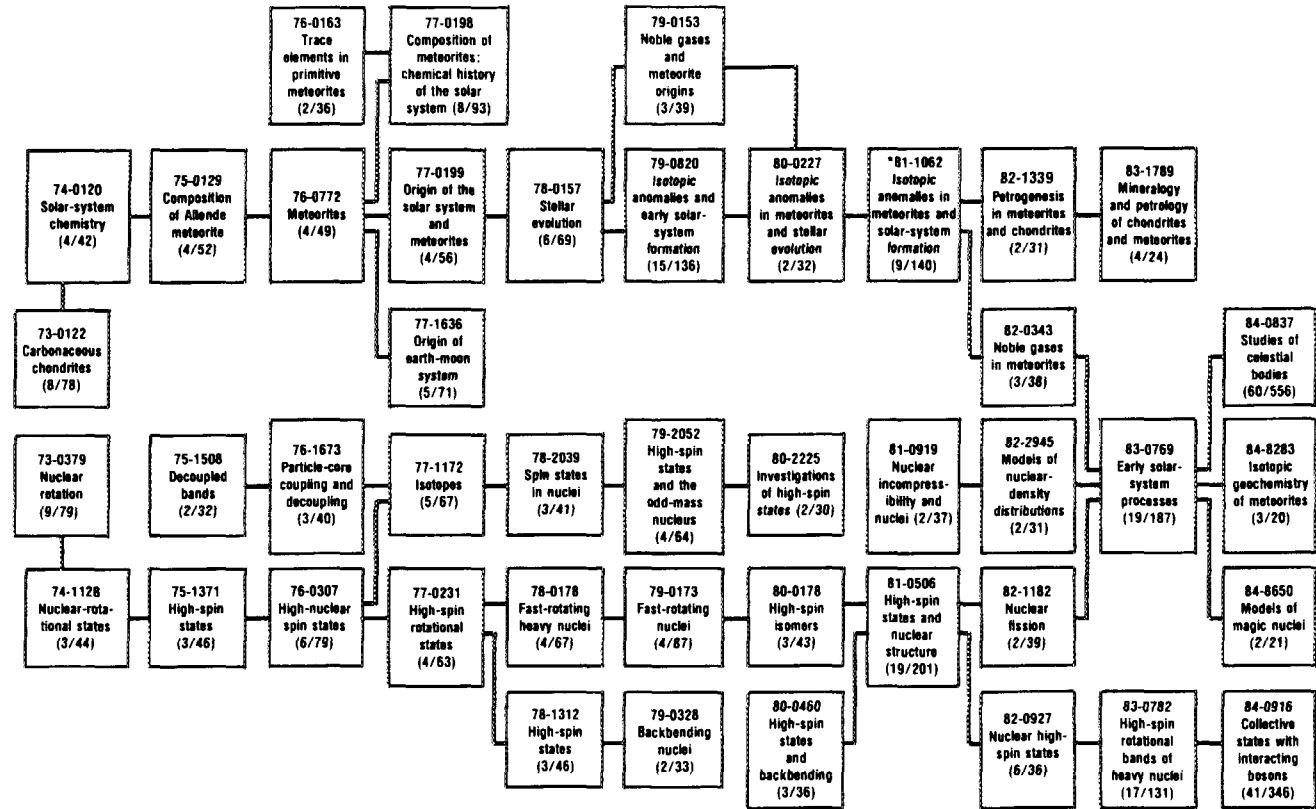 76-0163
Trace
elements in
primitive
meteorites
(2/36)
77-0198
Composition of
meteorites:
chemical history
of the solar
system (8/93)
79-0153
Noble gases
and
meteorite
origins
(3/39)
74-0120
Solar-system
chemistry
(4/42)
75-0129
Composition
of Allende
meteorite
(4/52)
76-0772
Meteorites
(4/49)
77-0199
Origin of the
solar system
and
meteorites
(4/56)
78-0157
Stellar
evolution
(6/69)
79-0820
Isotopic
anomalies and
early solar-
system
formation
(15/136)
80-0227
Isotopic
anomalies
in meteorites
and stellar
evolution
(2/32)
*81-1062
Isotopic
anomalies in
meteorites and
solar-system
formation
(9/140)
82-1339
Petrogenesis
in meteorites
and chondrites
(2/31)
83-1789
Mineralogy
and petrology
of chondrites
and meteorites
(4/24)
73-0122
Carbonaceous
chondrites
(8/78)
77-1636
Origin of
earth-moon
system
(5/71)
82-0343
Noble gases
in meteorites
(3/38)
84-0837
Studies of
celestial
bodies
(60/556)
73-0379
Nuclear
rotation
(9/79)
75-1508
Decoupled
bands
(2/32)
76-1673
Particle-core
coupling and
decoupling
(3/40)
77-1172
Isotopes
(5/67)
78-2039
Spin states
in nuclei
(3/41)
79-2052
High-spin
states
and the
odd-mass
nucleus
(4/64)
80-2225
Investigations
of high-spin
states (2/30)
81-0919
Nuclear
incompress-
ibility and
nuclei (2/37)
82-2945
Models of
nuclear-
density
distributions
(2/31)
83-0769
Early solar-
system
processes
(19/187)
84-8283
Isotopic
geochemistry
of meteorites
(3/20)
74-1128
Nuclear-rota-
tional states
(3/44)
75-1371
High-spin
states
(3/46)
76-0307
High-nuclear
spin states
(6/79)
77-0231
High-spin
rotational
states
(4/63)
78-0178
Fast-rotating
heavy nuclei
(4/67)
79-0173
Fast-rotating
nuclei
(4/87)
80-0178
High-spin
isomers
(3/43)
81-0506
High-spin
states and
nuclear
structure
(19/201)
82-1182
Nuclear
fission
(2/39)
84-8650
Models of
magic nuclei
(2/21)
78-1312
High-spin
states
(3/46)
79-0328
Backbending
nuclei
(2/33)
80-0460
High-spin
states
and
backbending
(3/36)
82-0927
Nuclear high-
spin states
(6/36)
83-0782
High-spin
rotational
bands of
heavy nuclei
(17/131)
84-0916
Collective
states with
interacting
bosons
(41/346)